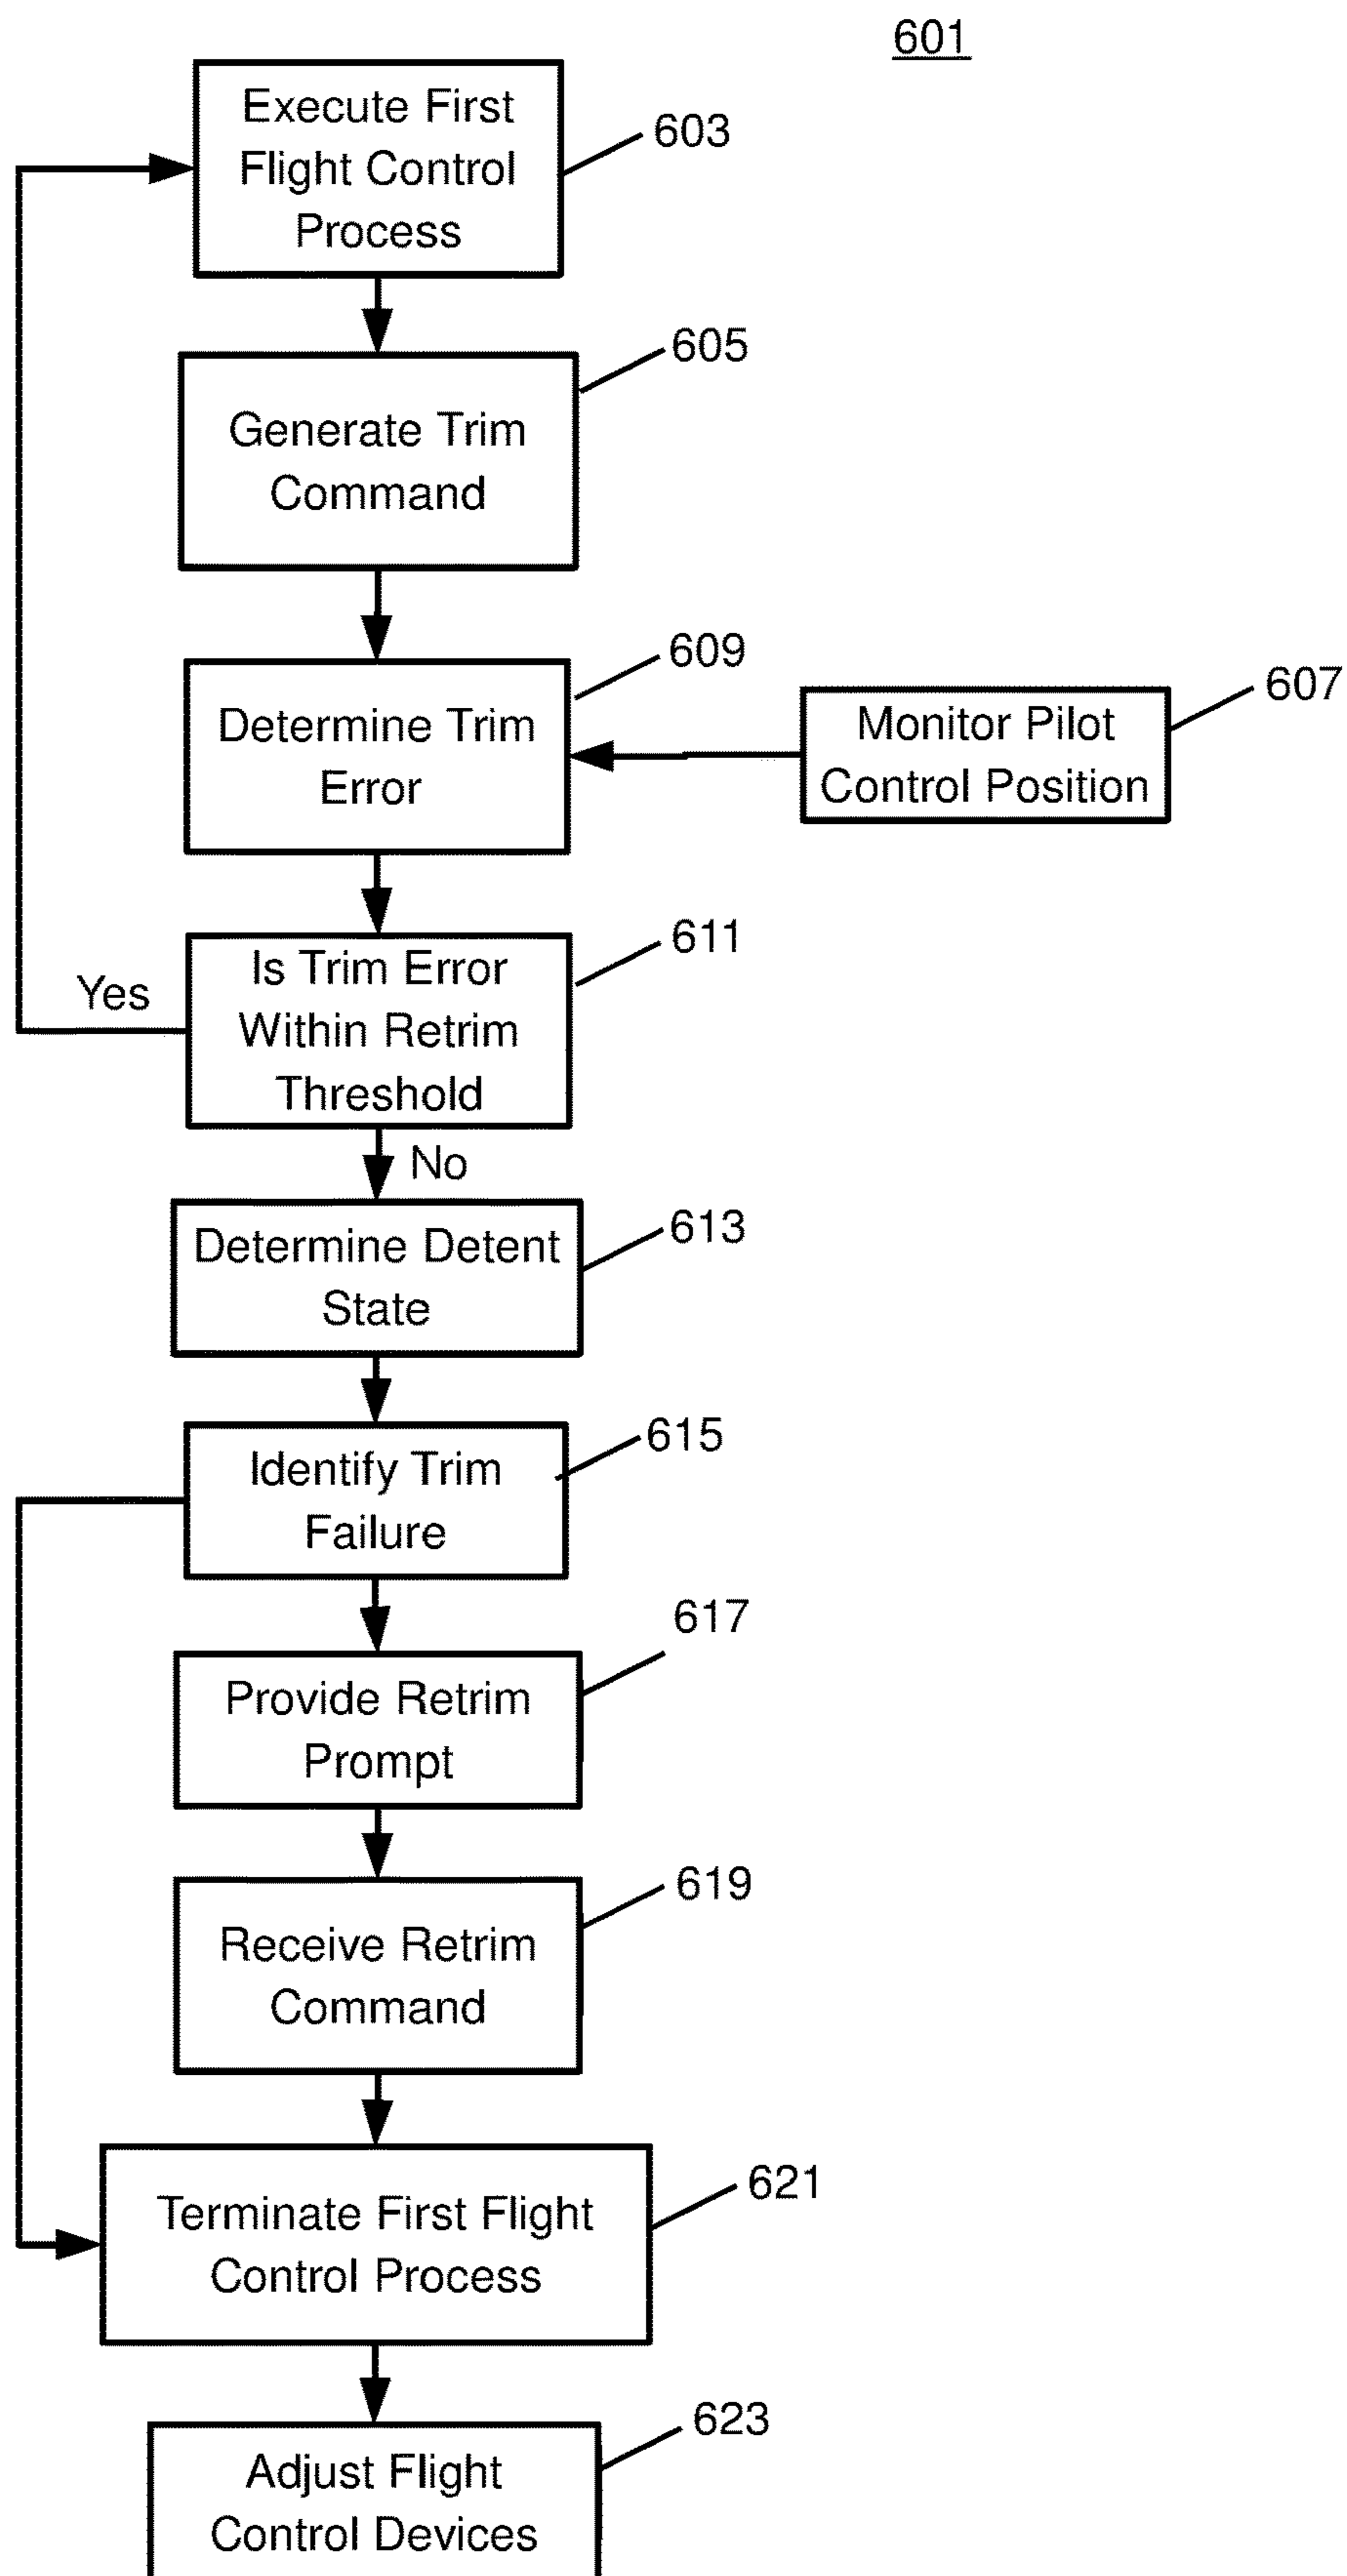 601
Execute First
Flight Control
Process
603
605
Generate Trim
Command
609
Determine Trim
Error
607
Monitor Pilot
Control Position
611
Is Trim Error
Within Retrim
Threshold
Yes
No
613
Determine Detent
State
615
Identify Trim
Failure
617
Provide Retrim
Prompt
619
Receive Retrim
Command
621
Terminate First Flight
Control Process
623
Adjust Flight
Control Devices